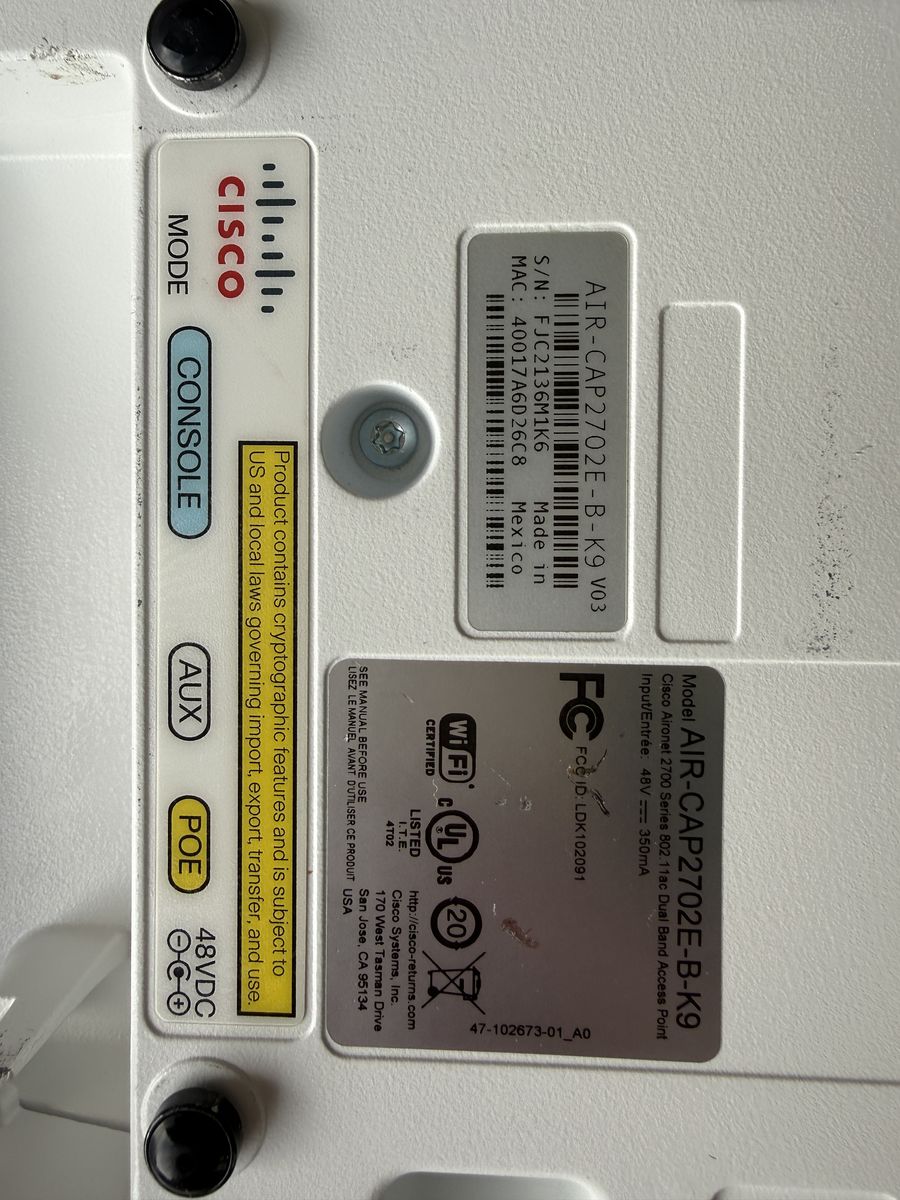 AIR-CAP2702E-B-K9 V03
S/N: FJC2136M1K6 Made in
MAC: 40017A6D26C8 Mexico
Model AIR-CAP2702E-B-K9
Cisco Aironet 2700 Series 802.11ac Dual Band Access Point
Input/Entrée: 48V 350mA
FC FCC ID: LDK102091
47-102673-01_A0
Wi Fi
CERTIFIED
C UL US
®
LISTED
I.T.E.
4T02
20
http://cisco-returns.com
Cisco Systems, Inc.
170 West Tasman Drive
San Jose, CA 95134
USA
SEE MANUAL BEFORE USE
LISEZ LE MANUEL AVANT D'UTILISER CE PRODUIT
CISCO
Product contains cryptographic features and is subject to
US and local laws governing import, export, transfer, and use.
MODE CONSOLE AUX POE 48VDC